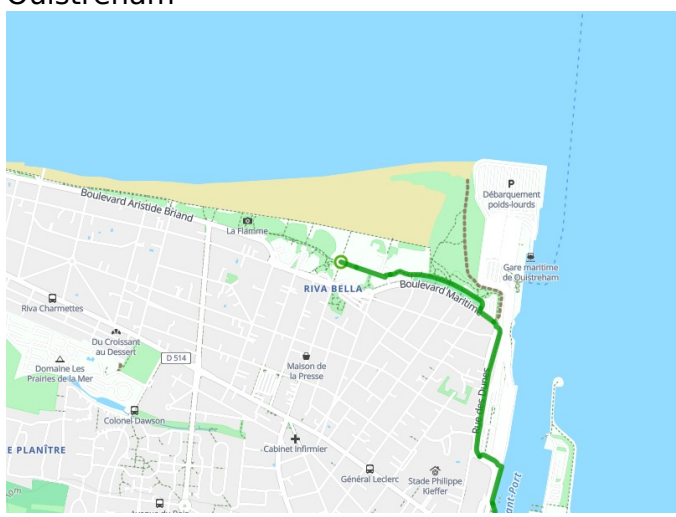 Ouistreham
P
Débarquement
poids-lourds
Boulevard Aristide Briand
La Flamme
Gare maritime
de Ouistreham
RIVA BELLA
Boulevard Maritime
Riva Charmettes
Du Croissant
au Dessert
D 514
Maison de
la Presse
Domaine Les
Prairies de la Mer
Rue des Dunes
Colonel Dawson
Cabinet Infirmier
E PLANÎTRE
Général Leclerc
Stade Philippe
Kieffer
ant-Port